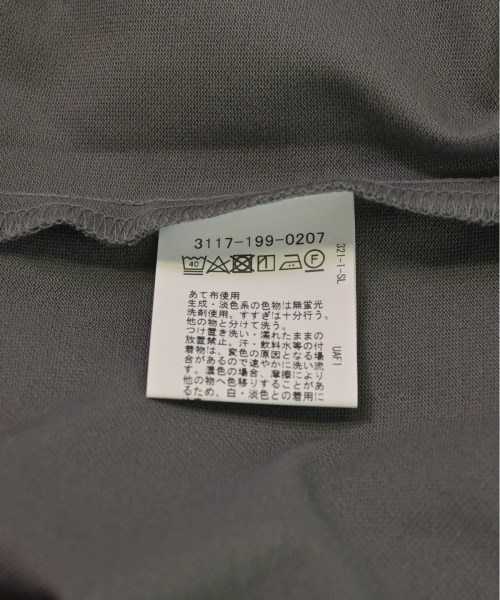 3117-199-0207
40
F
321-1-SL
UAF1
あて布使用
生成・淡色系の色物は無蛍光
洗剤使用。すすぎは十分行う。
他の物と分けて洗う。
つけ置き洗い・濡れたままの
放置禁止。汗・飲料水等の付
着物は、変色の原因となる場
合があるので速やかに洗い流
す。濃色の場合、摩擦により
他の物へ色移りすることがあ
るため、白・淡色との着用に